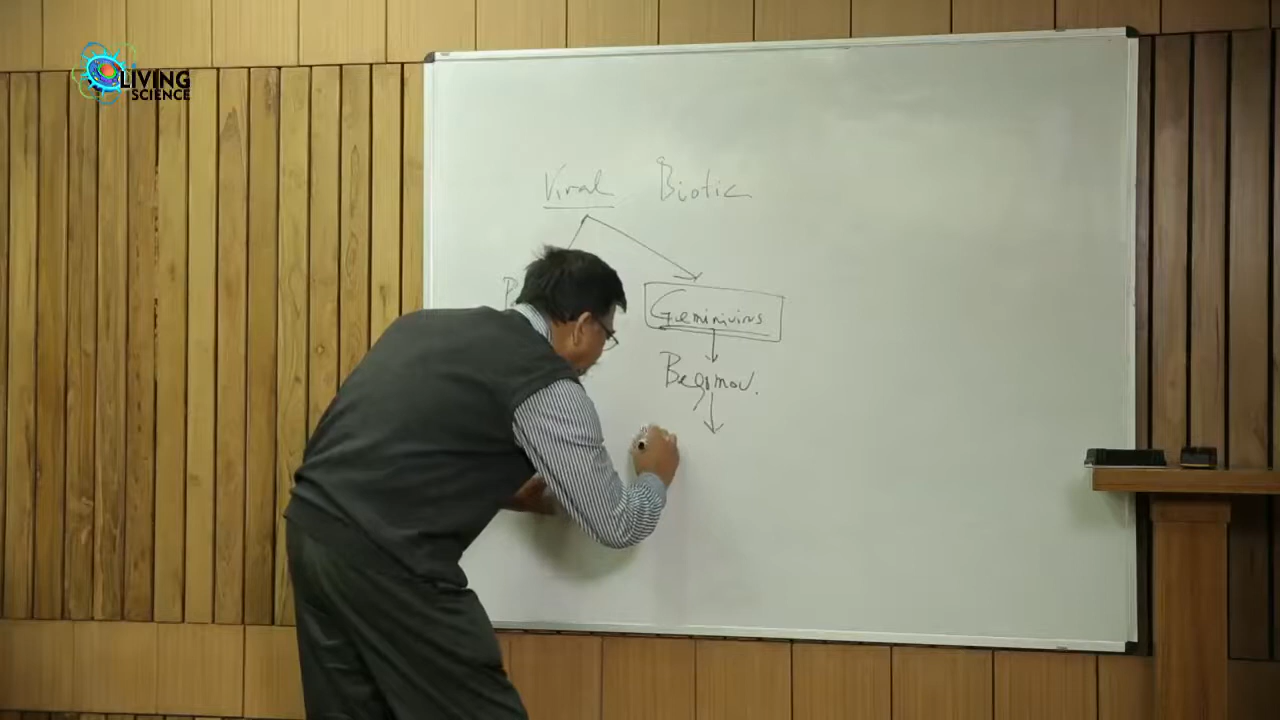 LIVING
SCIENCE
Viral Biotic
Geminivirus
Begomov.